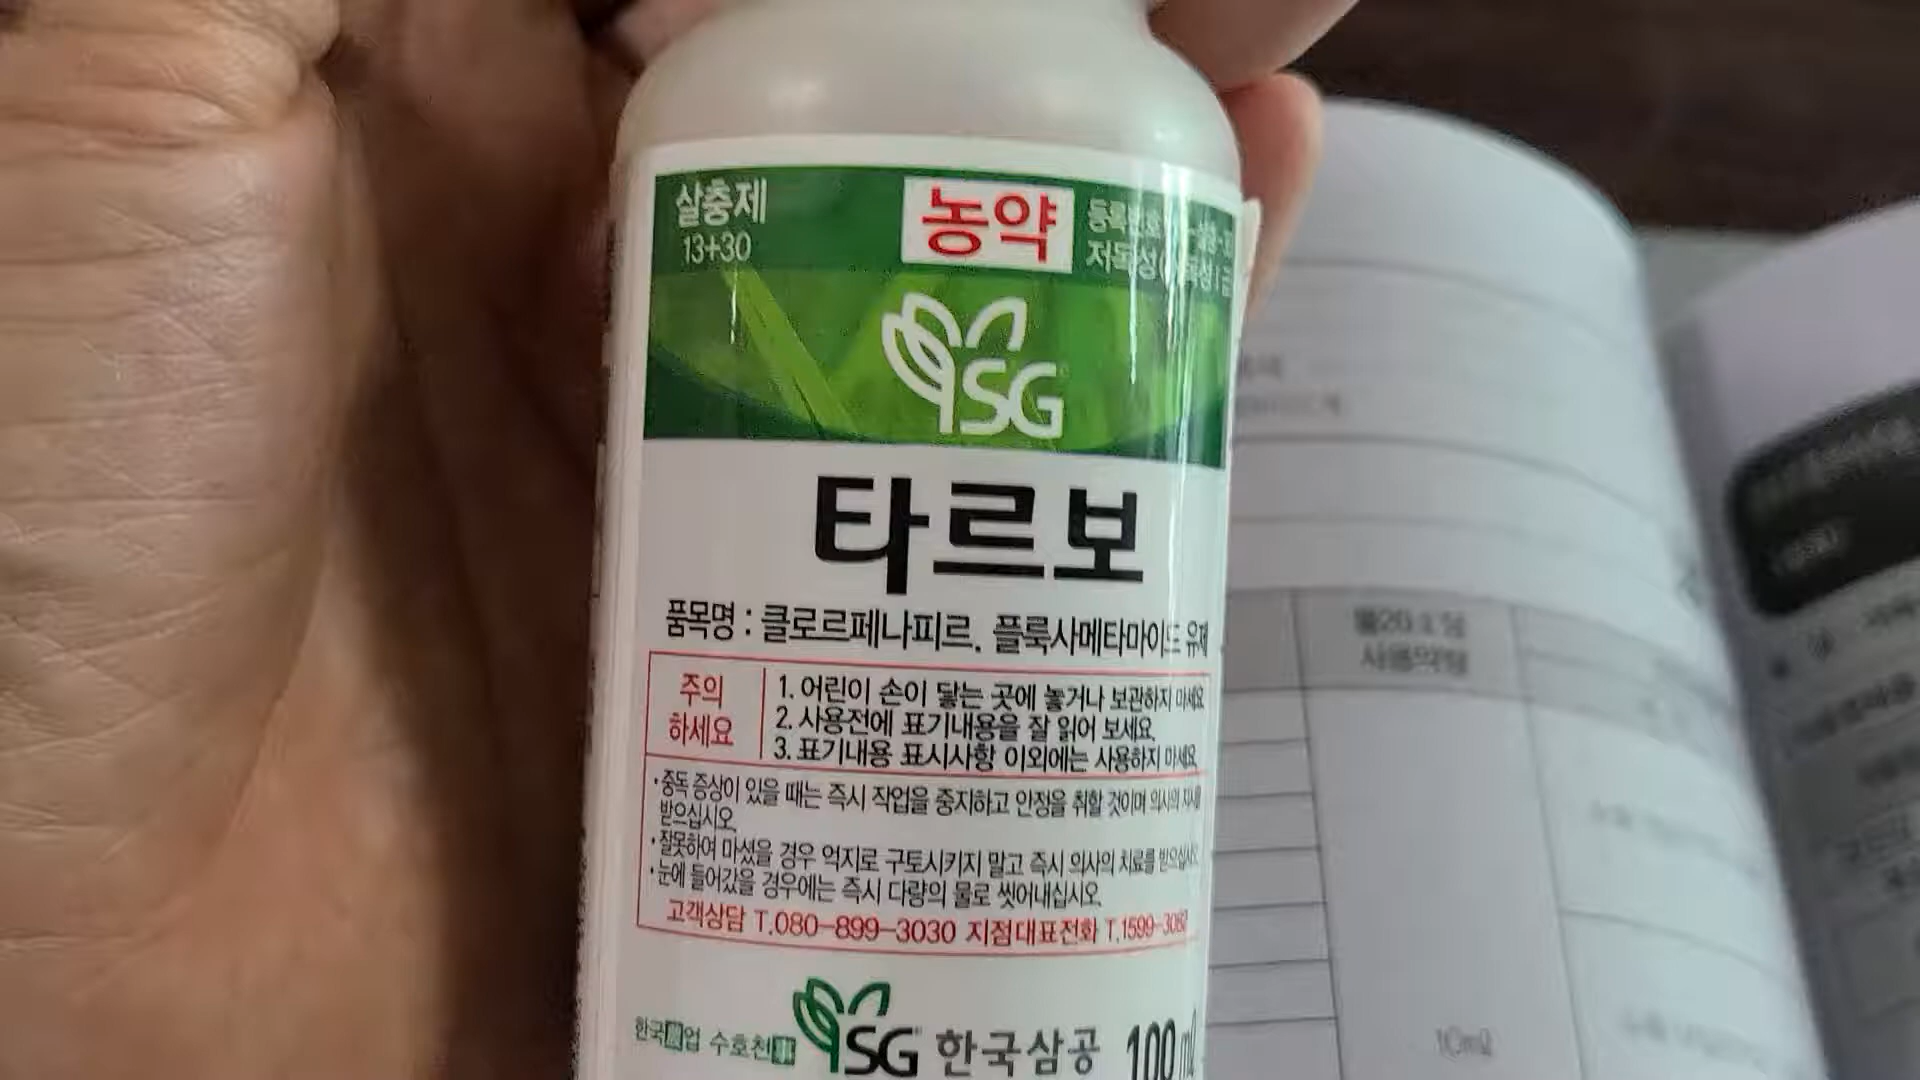 살충제
13+30
농약
저독성
SG
타르보
품목명 : 클로르페나피르. 플룩사메타마이드 유제
주의
하세요
1. 어린이 손이 닿는 곳에 놓거나 보관하지 마세요
2. 사용전에 표기내용을 잘 읽어 보세요.
3. 표기내용 표시사항 이외에는 사용하지 마세요.
· 중독 증상이 있을 때는 즉시 작업을 중지하고 안정을 취할 것이며 의사의 지시를
받으십시오.
· 잘못하여 마셨을 경우 억지로 구토시키지 말고 즉시 의사의 치료를 받으십시오.
· 눈에 들어갔을 경우에는 즉시 다량의 물로 씻어내십시오.
고객상담 T.080-899-3030 지점대표전화 T.1599-3082
한국農업 수호천事 SG 한국삼공 100㎖
물20ℓ당
사용약량
10㎖